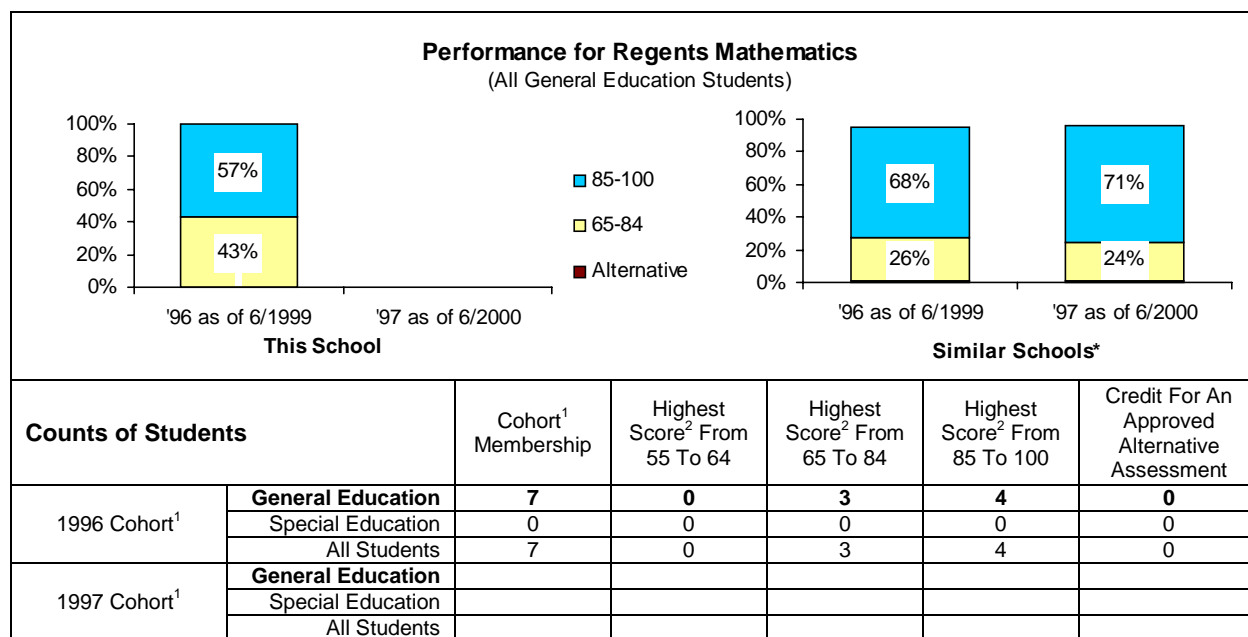 Performance for Regents Mathematics
(All General Education Students)
100%
80%
60%
40%
20%
0%
57%
43%
'96 as of 6/1999
'97 as of 6/2000
This School
85-100
65-84
Alternative
100%
80%
60%
40%
20%
0%
68%
26%
71%
24%
'96 as of 6/1999
'97 as of 6/2000
Similar Schools*
Counts of Students
Cohort¹
Membership
Highest
Score² From
55 To 64
Highest
Score² From
65 To 84
Highest
Score² From
85 To 100
Credit For An
Approved
Alternative
Assessment
1996 Cohort¹
General Education 7 0 3 4 0
Special Education 0 0 0 0 0
All Students 7 0 3 4 0
1997 Cohort¹
General Education
Special Education
All Students